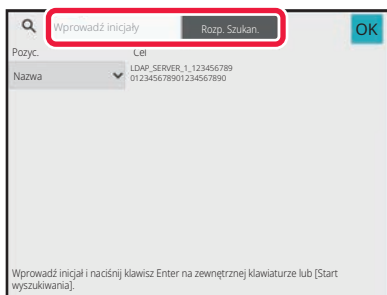 Wprowadź inicjały
Rozp. Szukan.
OK
Pozyc.
Cel
Nazwa
LDAP_SERVER_1_123456789
012345678901234567890
Wprowadź inicjał i naciśnij klawisz Enter na zewnętrznej klawiaturze lub [Start
wyszukiwania].